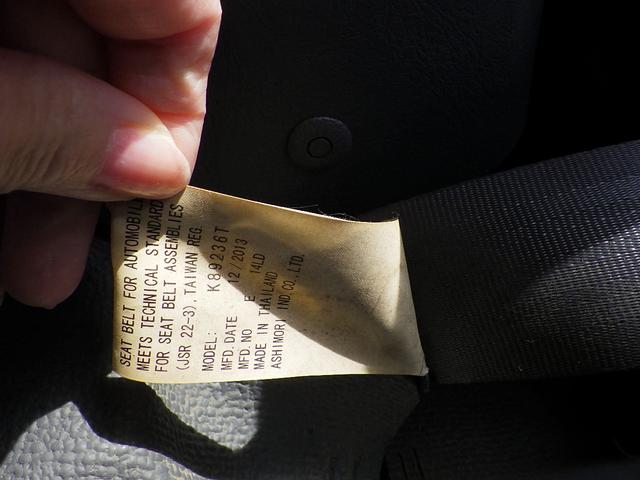 SEAT BELT FOR AUTOMOBILE
MEETS TECHNICAL STANDARD
FOR SEAT BELT ASSEMBLIES
(JSR 22-3), TAIWAN REG.
MODEL: K89236T
MFD. DATE 12/2013
MFD. NO E 14LD
MADE IN THAILAND
ASHIMORI IND CO., LTD.